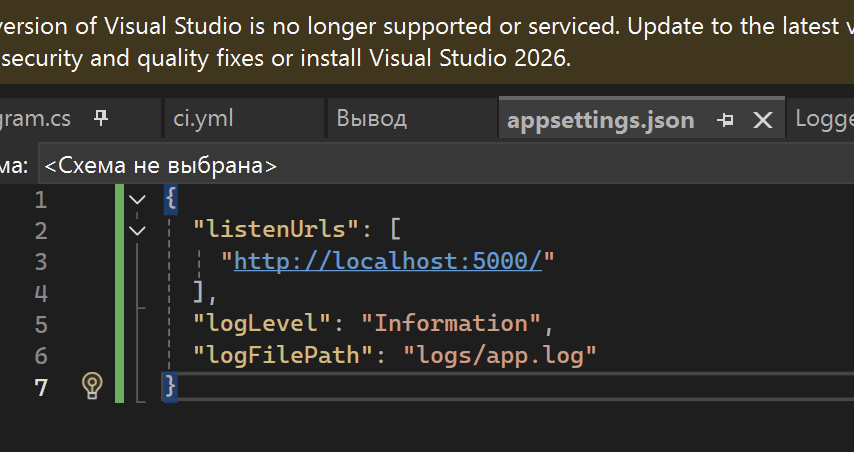 version of Visual Studio is no longer supported or serviced. Update to the latest v
security and quality fixes or install Visual Studio 2026.
gram.cs ci.yml Вывод appsettings.json Logge
ма: <Схема не выбрана>
1 {
2 "listenUrls": [
3 "http://localhost:5000/"
4 ],
5 "logLevel": "Information",
6 "logFilePath": "logs/app.log"
7 }